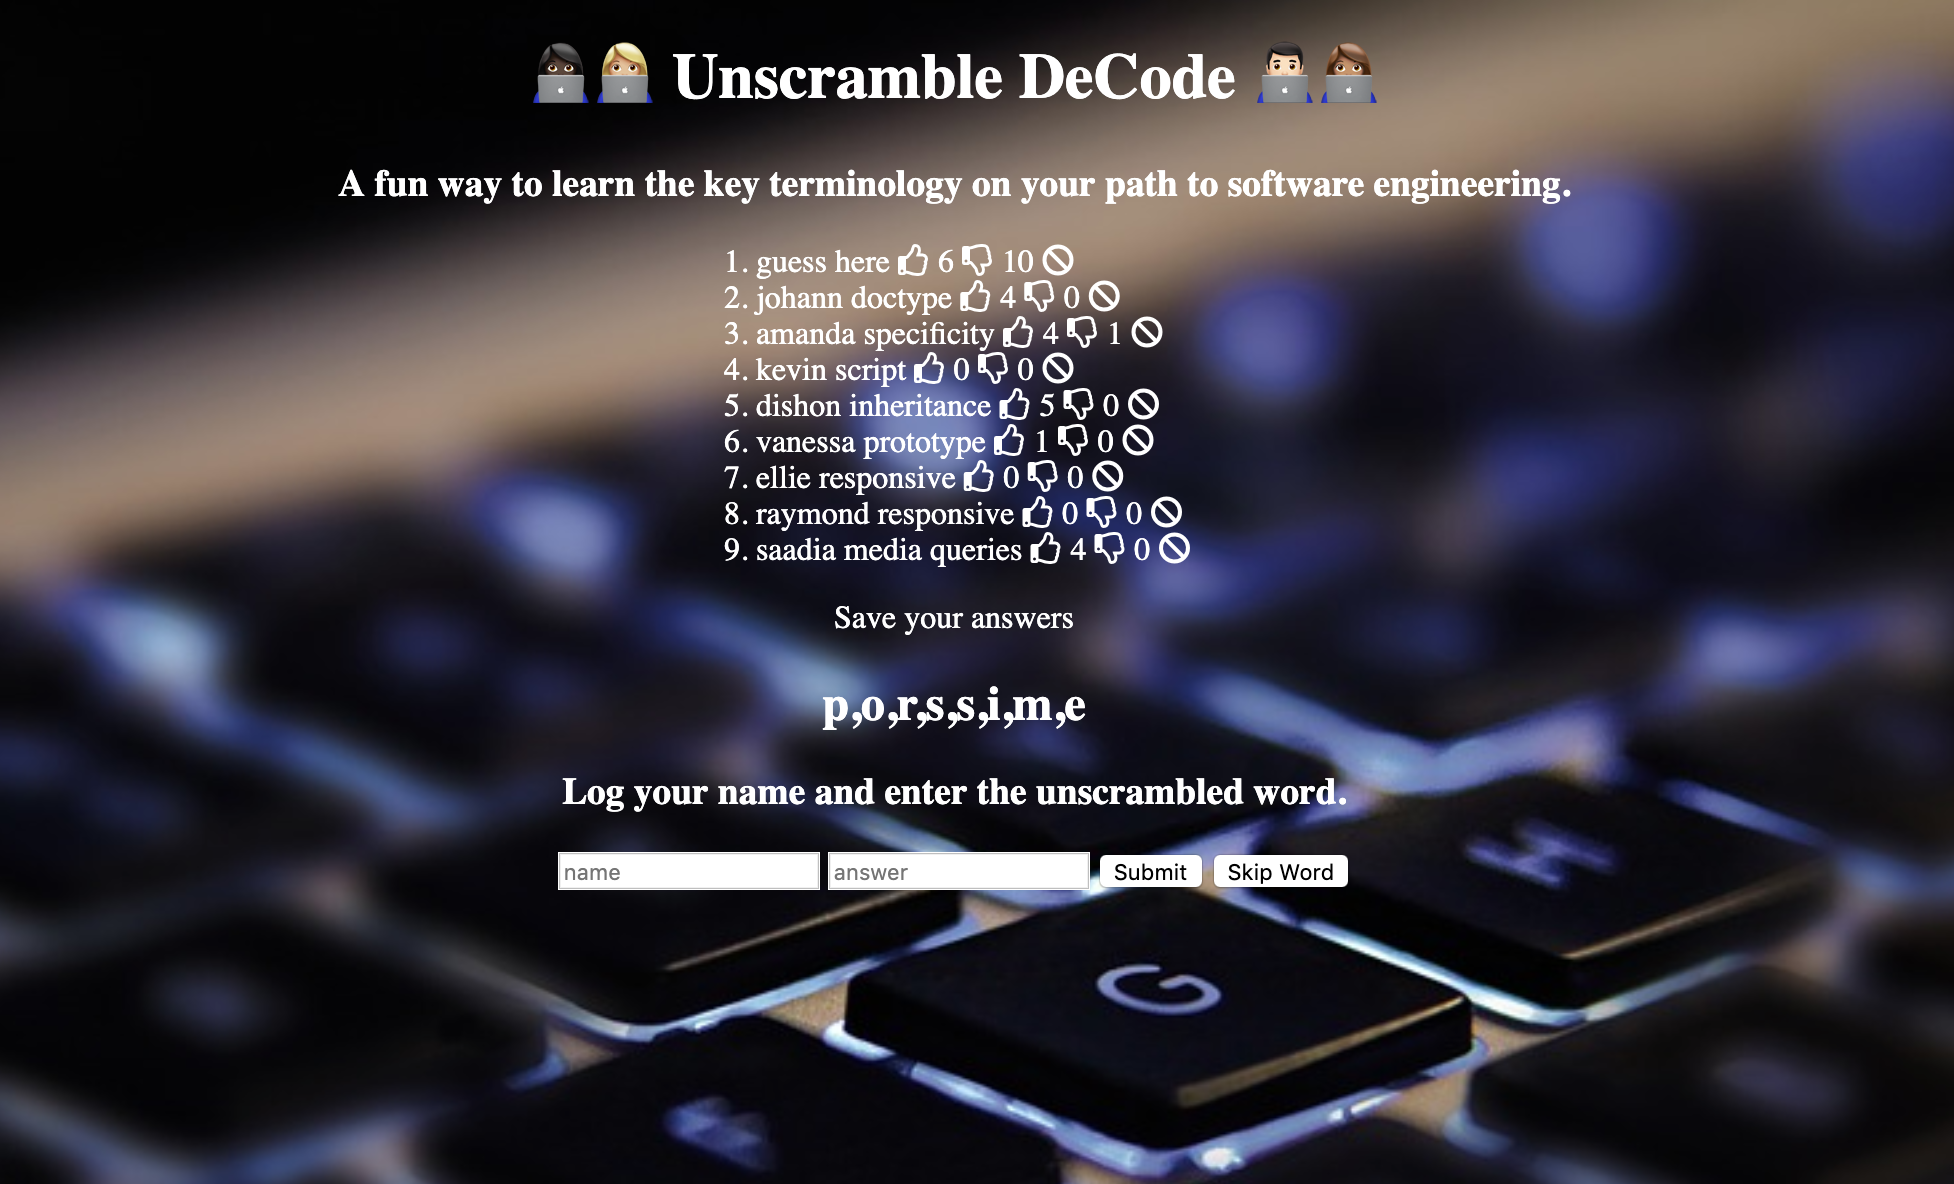 Unscramble DeCode
A fun way to learn the key terminology on your path to software engineering.
1. guess here 6 10
2. johann doctype 4 0
3. amanda specificity 4 1
4. kevin script 0 0
5. dishon inheritance 5 0
6. vanessa prototype 1 0
7. ellie responsive 0 0
8. raymond responsive 0 0
9. saadia media queries 4 0
Save your answers
p,o,r,s,s,i,m,e
Log your name and enter the unscrambled word.
name answer Submit Skip Word
H
G